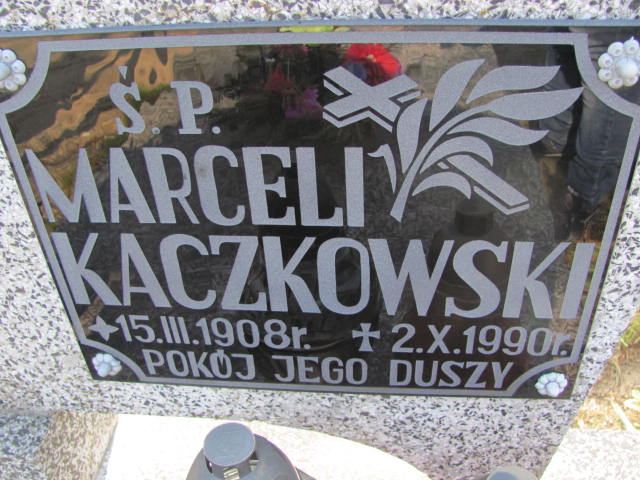 Ś. P.
MARCELI
KACZKOWSKI
15.III.1908r. 2.X.1990r.
POKÓJ JEGO DUSZY